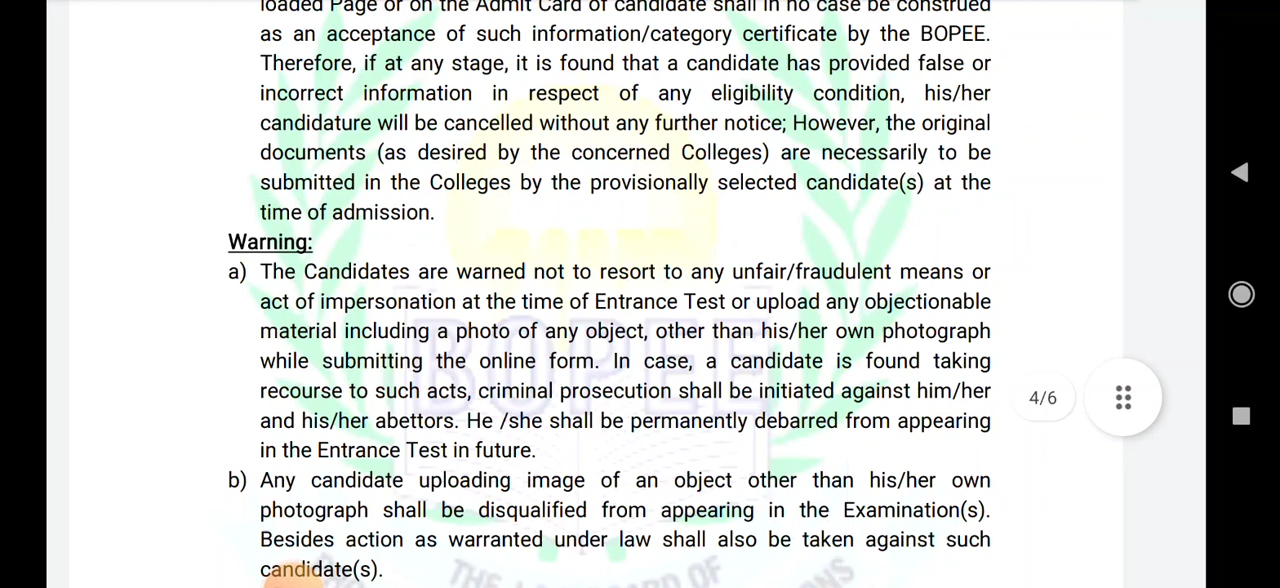 loaded Page or on the Admit Card of candidate shall in no case be construed
as an acceptance of such information/category certificate by the BOPEE.
Therefore, if at any stage, it is found that a candidate has provided false or
incorrect information in respect of any eligibility condition, his/her
candidature will be cancelled without any further notice; However, the original
documents (as desired by the concerned Colleges) are necessarily to be
submitted in the Colleges by the provisionally selected candidate(s) at the
time of admission.
Warning:
a) The Candidates are warned not to resort to any unfair/fraudulent means or
act of impersonation at the time of Entrance Test or upload any objectionable
material including a photo of any object, other than his/her own photograph
while submitting the online form. In case, a candidate is found taking
recourse to such acts, criminal prosecution shall be initiated against him/her
and his/her abettors. He /she shall be permanently debarred from appearing
in the Entrance Test in future.
b) Any candidate uploading image of an object other than his/her own
photograph shall be disqualified from appearing in the Examination(s).
Besides action as warranted under law shall also be taken against such
candidate(s).
4/6
BOPEE
THE
OF